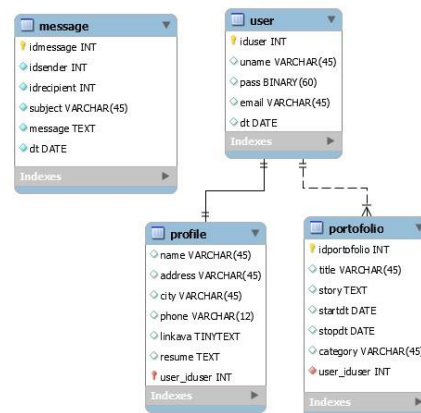 message
idmessage INT
idsender INT
idrecipient INT
subject VARCHAR(45)
message TEXT
dt DATE
Indexes
user
iduser INT
uname VARCHAR(45)
pass BINARY(60)
email VARCHAR(45)
dt DATE
Indexes
profile
name VARCHAR(45)
address VARCHAR(45)
city VARCHAR(45)
phone VARCHAR(12)
linkava TINYTEXT
resume TEXT
user_iduser INT
Indexes
portofolio
idportofolio INT
title VARCHAR(45)
story TEXT
startdt DATE
stopdt DATE
category VARCHAR(45)
user_iduser INT
Indexes